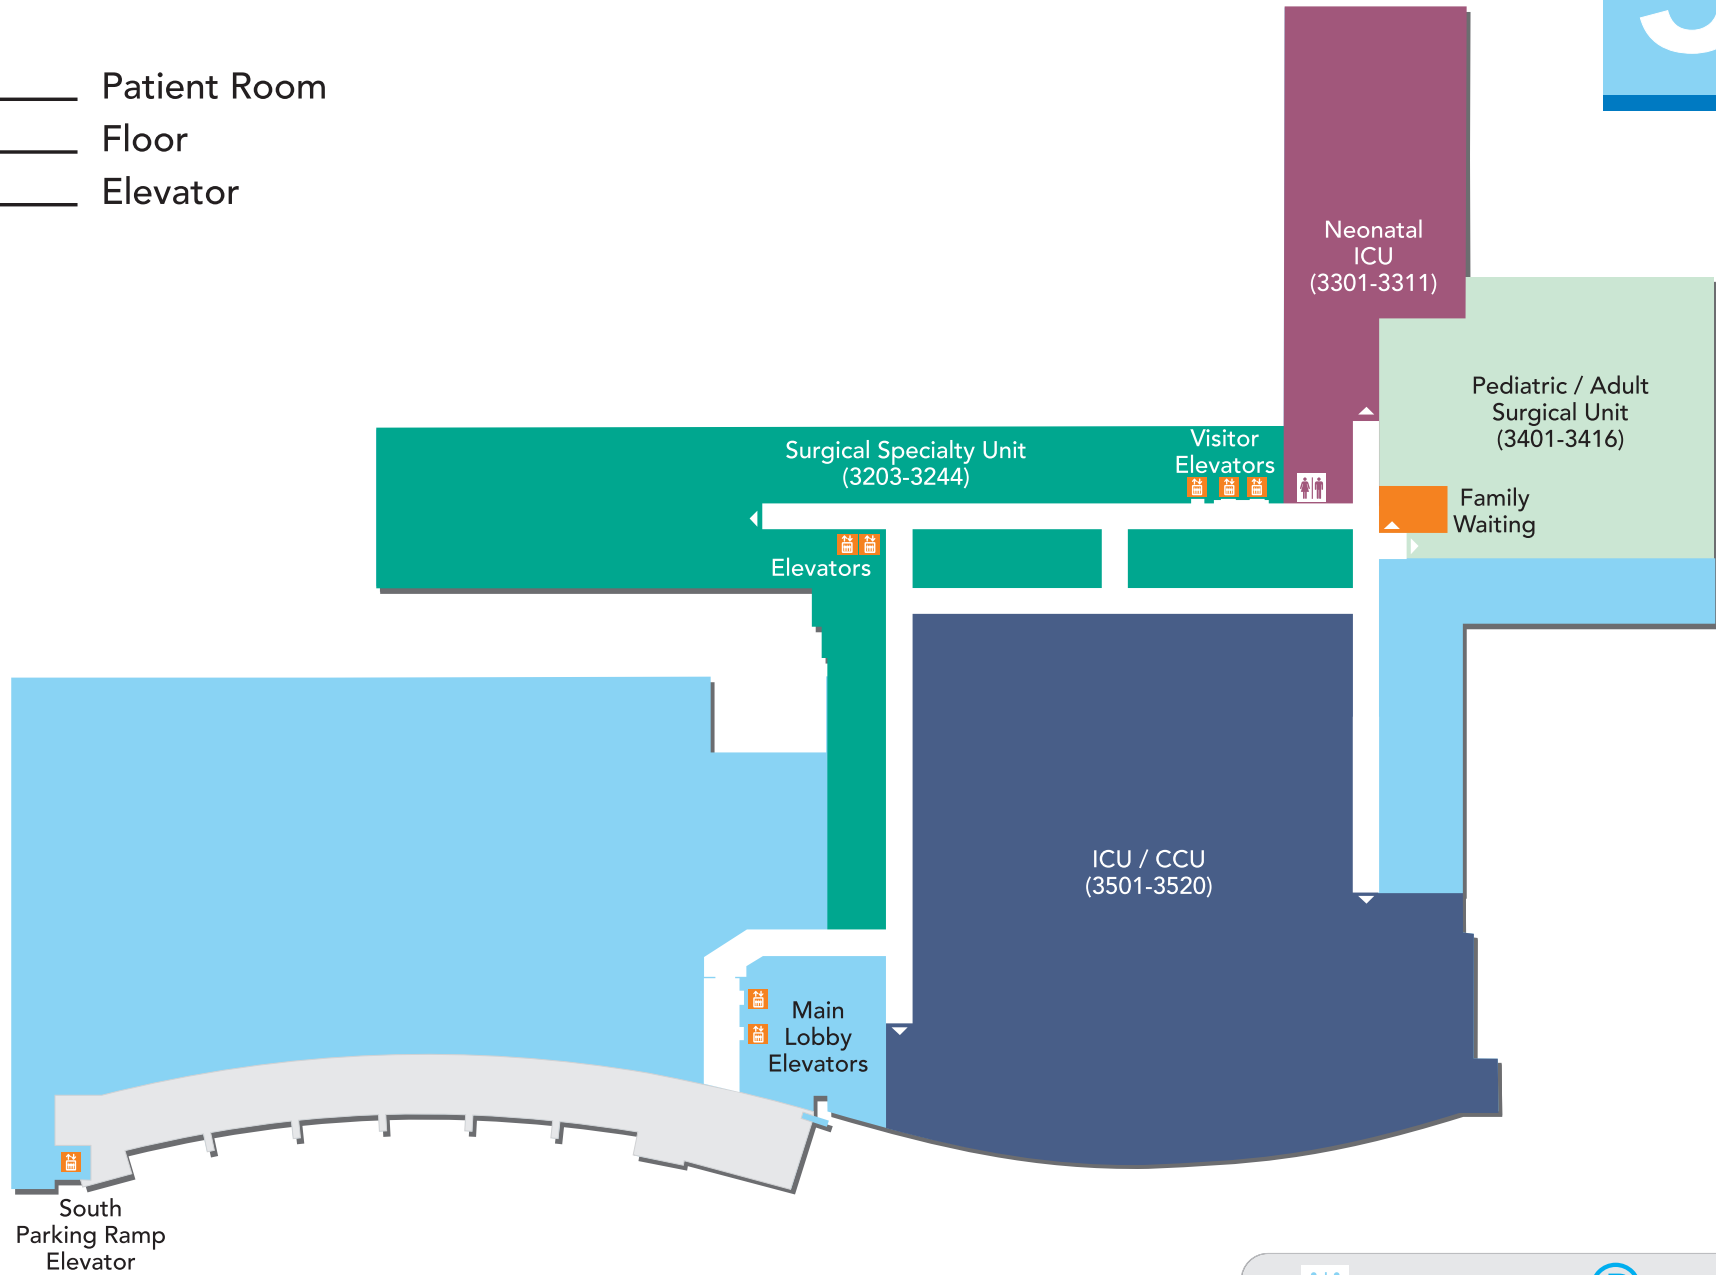 Patient Room
Floor
Elevator
Neonatal
ICU
(3301-3311)
Pediatric / Adult
Surgical Unit
(3401-3416)
Visitor
Elevators
Surgical Specialty Unit
(3203-3244)
Family
Waiting
Elevators
ICU / CCU
(3501-3520)
Main
Lobby
Elevators
South
Parking Ramp
Elevator